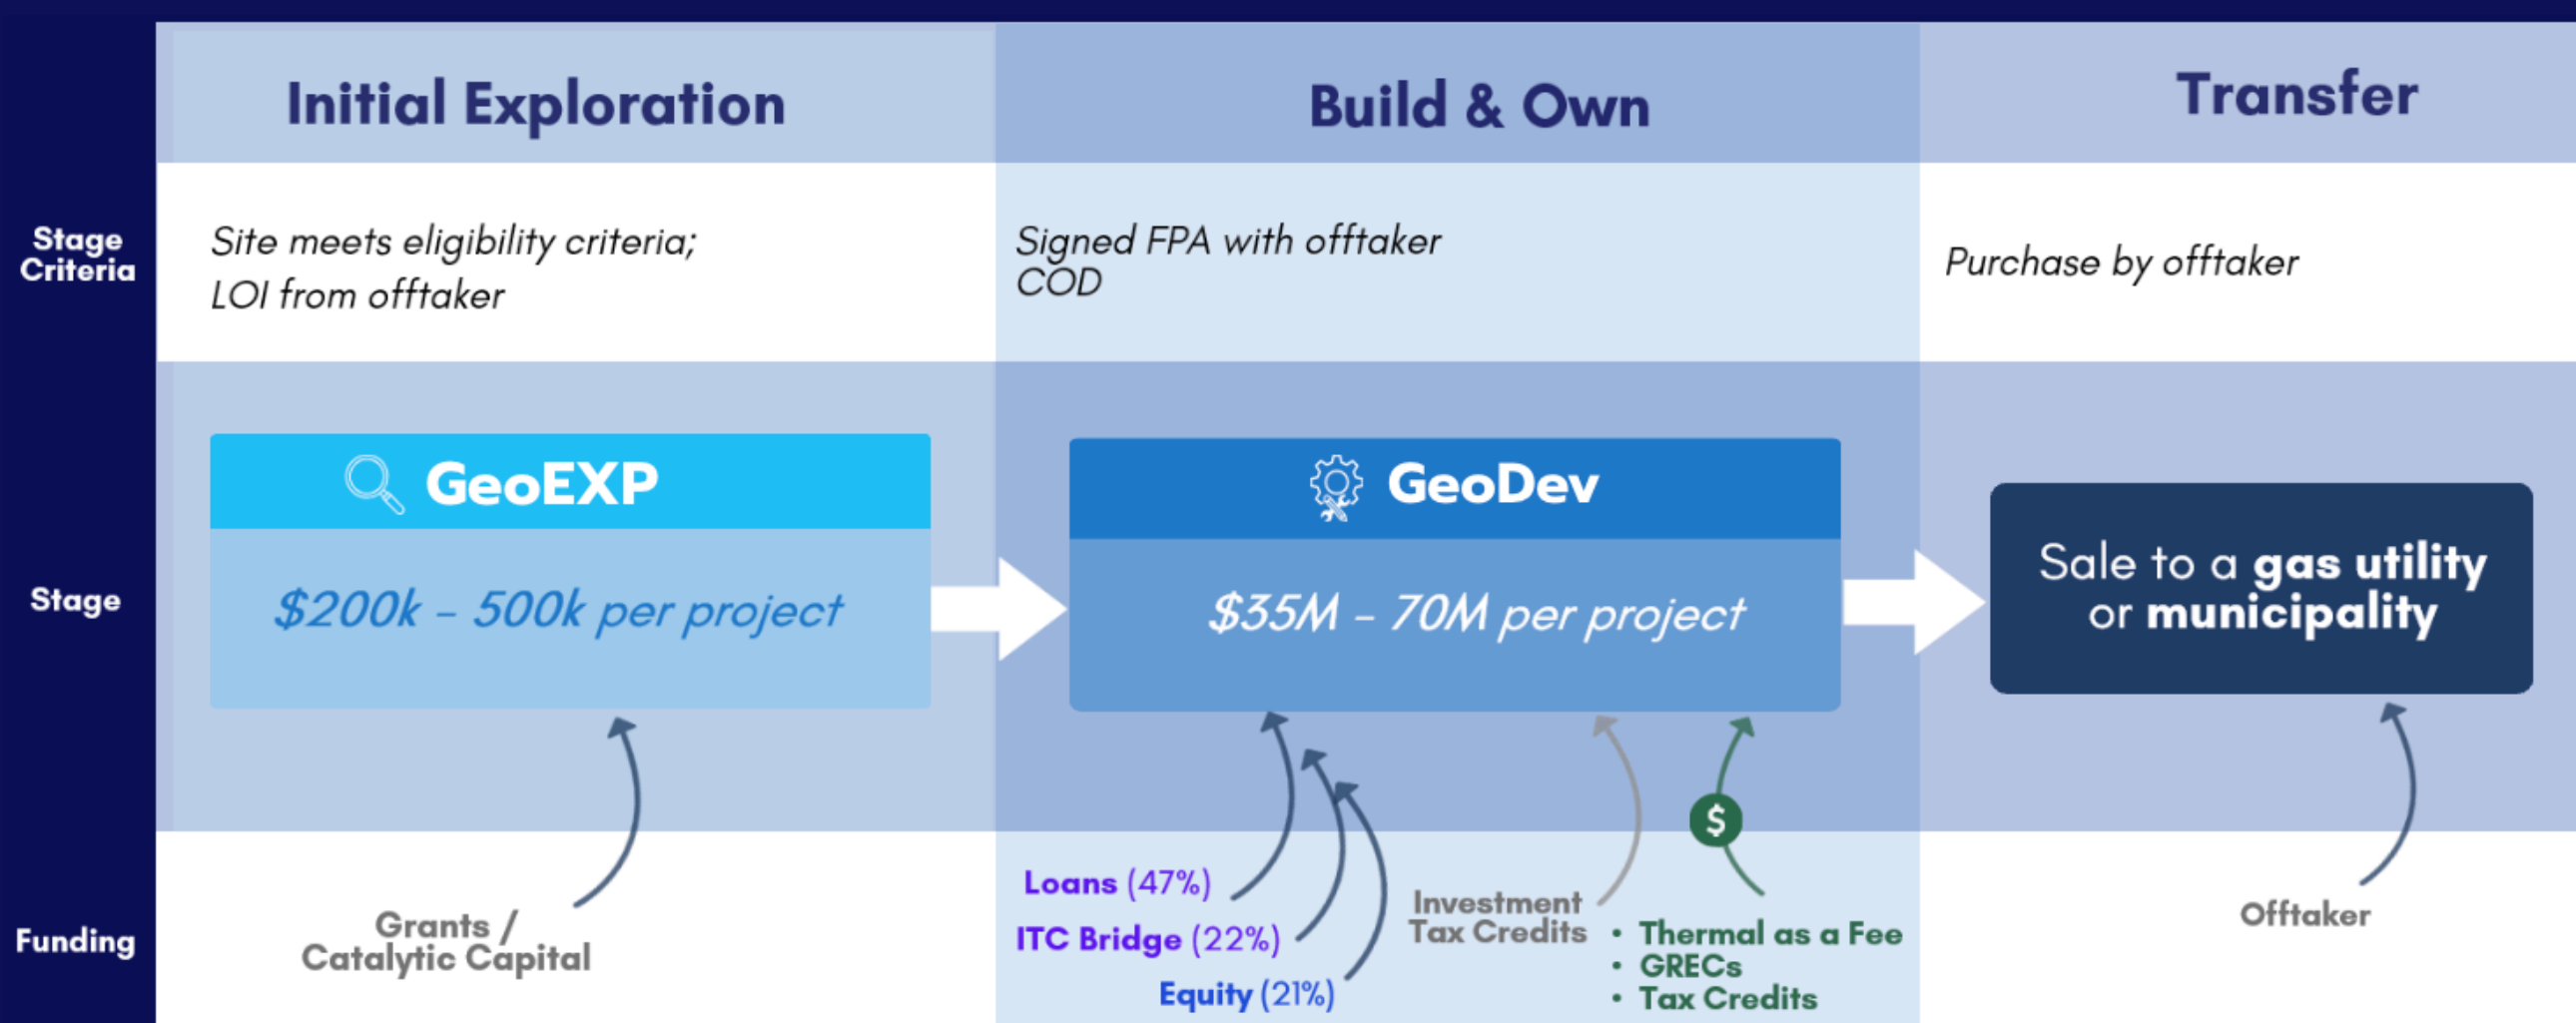 Initial Exploration
Build & Own
Transfer
Stage
Criteria
Site meets eligibility criteria;
LOI from offtaker
Signed FPA with offtaker
COD
Purchase by offtaker
Stage
GeoEXP
$200k - 500k per project
GeoDev
$35M - 70M per project
Sale to a gas utility
or municipality
Funding
Grants /
Catalytic Capital
Loans (47%)
ITC Bridge (22%)
Equity (21%)
Investment
Tax Credits
$
• Thermal as a Fee
• GRECs
• Tax Credits
Offtaker